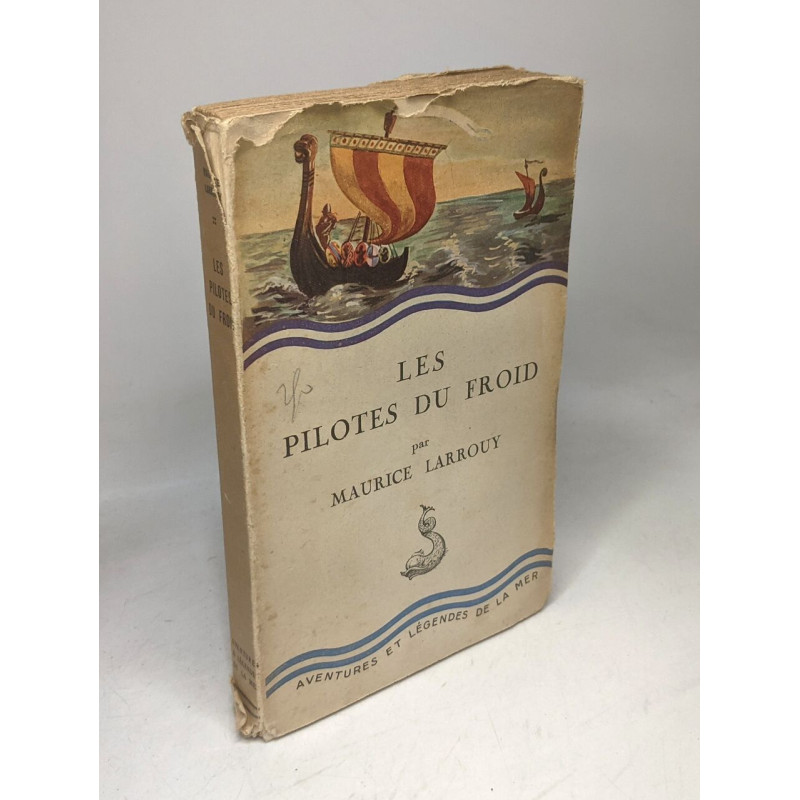 LES
PILOTES DU FROID
par
MAURICE LARROUY
AVENTURES ET LÉGENDES DE LA MER
LES
PILOTES
DU FROID